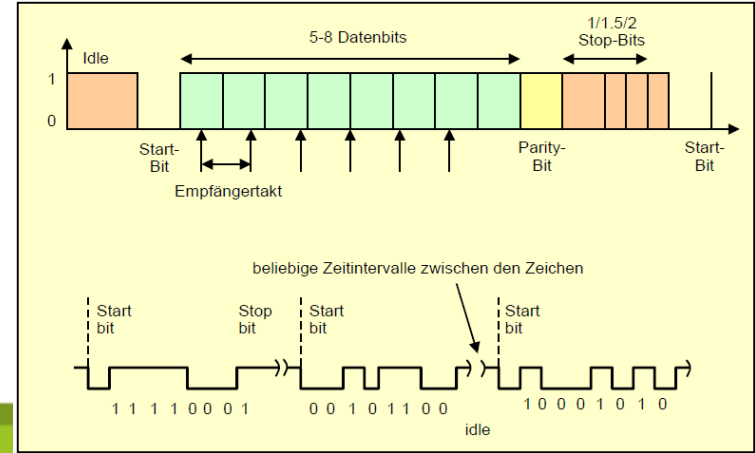 5-8 Datenbits
1/1.5/2
Stop-Bits
Idle
1
0
Start-
Bit
Empfängertakt
Parity-
Bit
Start-
Bit
beliebige Zeitintervalle zwischen den Zeichen
Start
bit
Stop
bit
Start
bit
Start
bit
1 1 1 1 0 0 0 1
0 0 1 0 1 1 0 0
1 0 0 0 1 0 1 0
idle